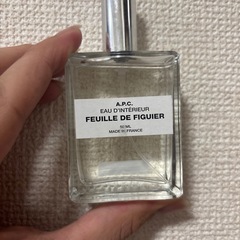 A.P.C.
EAU D'INTÉRIEUR
FEUILLE DE FIGUIER
50 ML
MADE IN FRANCE